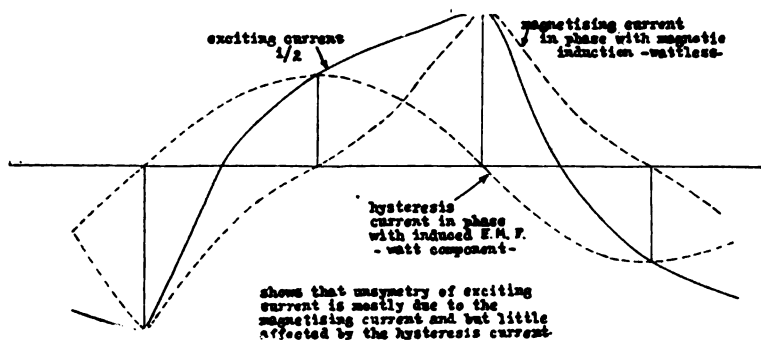 exciting current
i/2
magnetising current
in phase with magnetic
induction -wattless-
hysteresis
current in phase
with induced E.M.F.
- watt component -
shows that unsymetry of exciting
current is mostly due to the
magnetising current and but little
affected by the hysteresis current-